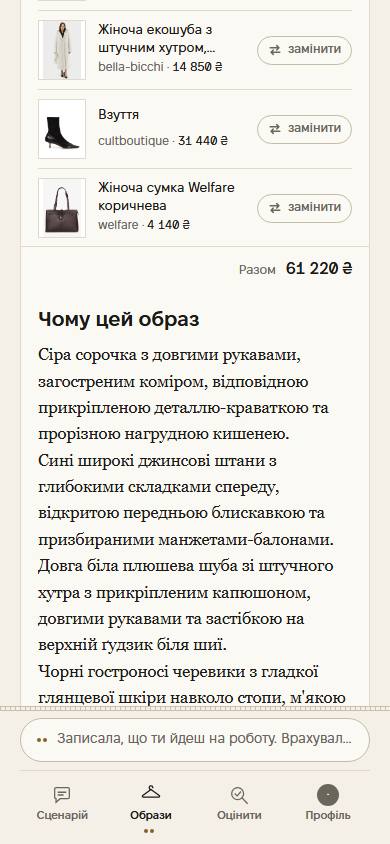 Жіноча екошуба з
штучним хутром,...
bella-bicchi · 14 850 ₴
замінити
Взуття
cultboutique · 31 440 ₴
замінити
Жіноча сумка Welfare
коричнева
welfare · 4 140 ₴
замінити
Разом 61 220 ₴
Чому цей образ
Сіра сорочка з довгими рукавами,
загостреним коміром, відповідною
прикріпленою деталлю-краваткою та
прорізною нагрудною кишенею.
Сині широкі джинсові штани з
глибокими складками спереду,
відкритою передньою блискавкою та
призбираними манжетами-балонами.
Довга біла плюшева шуба зі штучного
хутра з прикріпленим капюшоном,
довгими рукавами та застібкою на
верхній ґудзик біля шиї.
Чорні гостроносі черевики з гладкої
глянцевої шкіри навколо стопи, м'якою
Записала, що ти йдеш на роботу. Врахувал...
Сценарій
Образи
Оцінити
Профіль